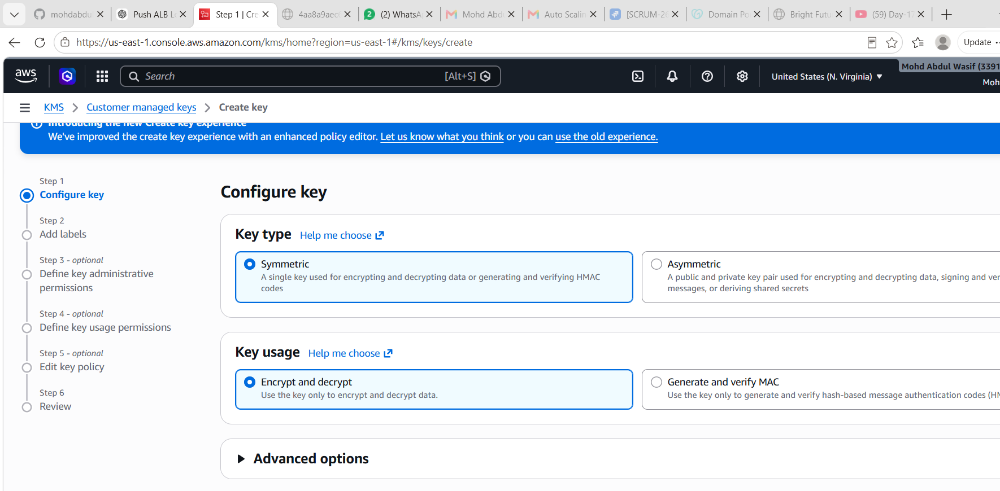 mohdabdul
Push ALB Lo
Step 1 | Cre
4aa8a9aec
(2) WhatsA
Mohd Abd
Auto Scalin
[SCRUM-26
Domain Po
Bright Futu
(59) Day-17
https://us-east-1.console.aws.amazon.com/kms/home?region=us-east-1#/kms/keys/create
Update
aws
Search
[Alt+S]
United States (N. Virginia)
Mohd Abdul Wasif (3391
Moh
KMS
Customer managed keys
Create key
Introducing the new Create key experience
We've improved the create key experience with an enhanced policy editor. Let us know what you think or you can use the old experience.
Step 1
Configure key
Step 2
Add labels
Step 3 - optional
Define key administrative
permissions
Step 4 - optional
Define key usage permissions
Step 5 - optional
Edit key policy
Step 6
Review
Configure key
Key type
Help me choose
Symmetric
A single key used for encrypting and decrypting data or generating and verifying HMAC
codes
Asymmetric
A public and private key pair used for encrypting and decrypting data, signing and ver
messages, or deriving shared secrets
Key usage
Help me choose
Encrypt and decrypt
Use the key only to encrypt and decrypt data.
Generate and verify MAC
Use the key only to generate and verify hash-based message authentication codes (HM
Advanced options